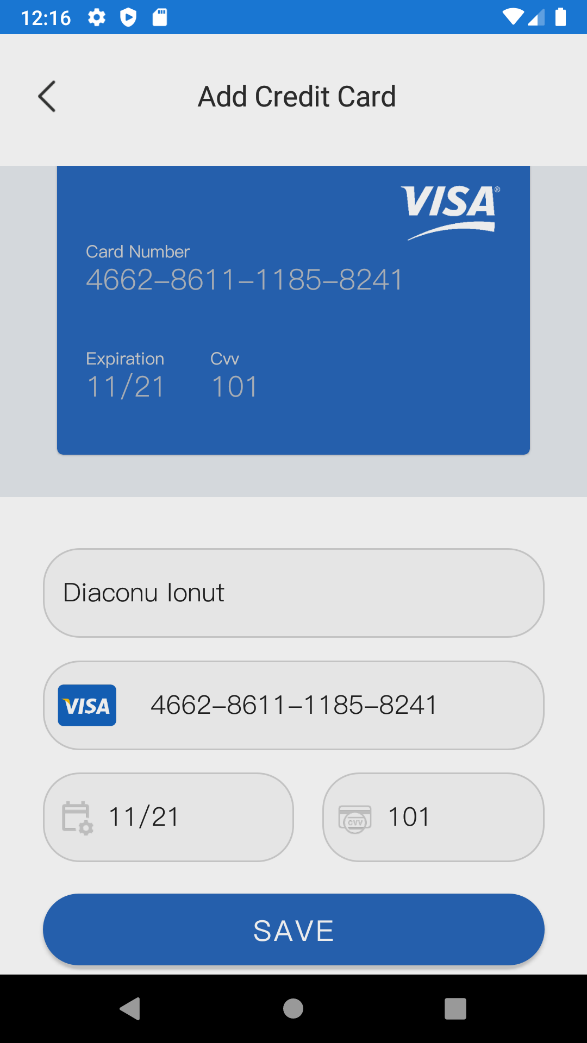 12:16
Add Credit Card
VISA
Card Number
4662-8611-1185-8241
Expiration Cvv
11/21 101
Diaconu Ionut
VISA 4662-8611-1185-8241
11/21 CVV 101
SAVE